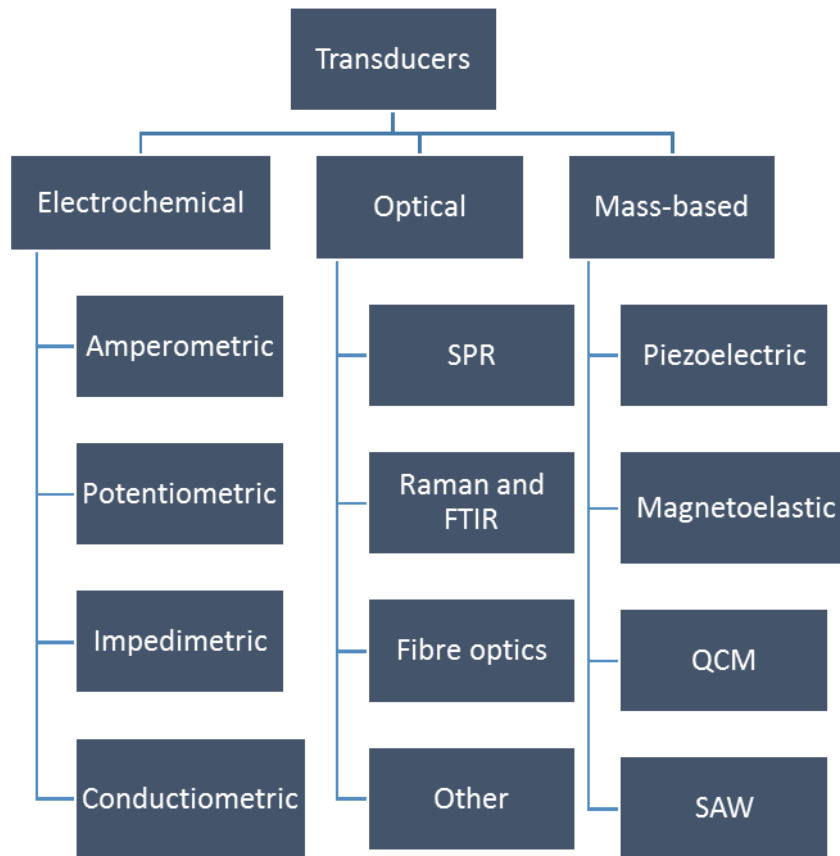 Transducers
Electrochemical
Amperometric
Potentiometric
Impedimetric
Conductiometric
Optical
SPR
Raman and
FTIR
Fibre optics
Other
Mass-based
Piezoelectric
Magnetoelastic
QCM
SAW